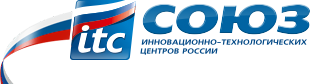 itc
СОЮЗ
ИННОВАЦИОННО-ТЕХНОЛОГИЧЕСКИХ
ЦЕНТРОВ РОССИИ